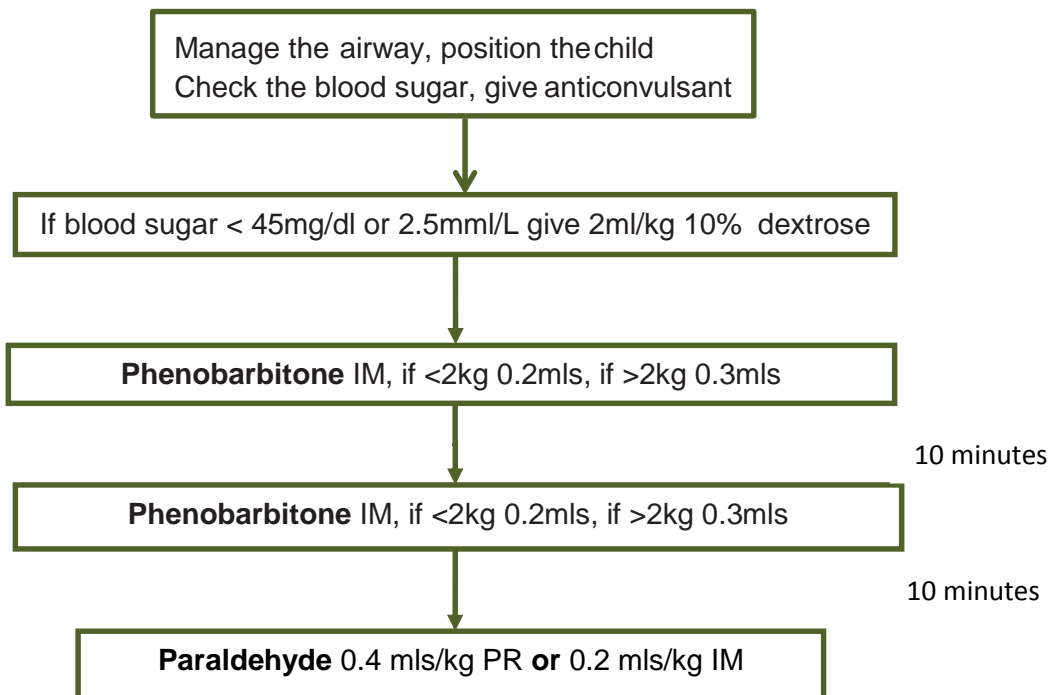 Manage the airway, position thechild
Check the blood sugar, give anticonvulsant
If blood sugar < 45mg/dl or 2.5mml/L give 2ml/kg 10% dextrose
Phenobarbitone IM, if <2kg 0.2mls, if >2kg 0.3mls
10 minutes
Phenobarbitone IM, if <2kg 0.2mls, if >2kg 0.3mls
10 minutes
Paraldehyde 0.4 mls/kg PR or 0.2 mls/kg IM